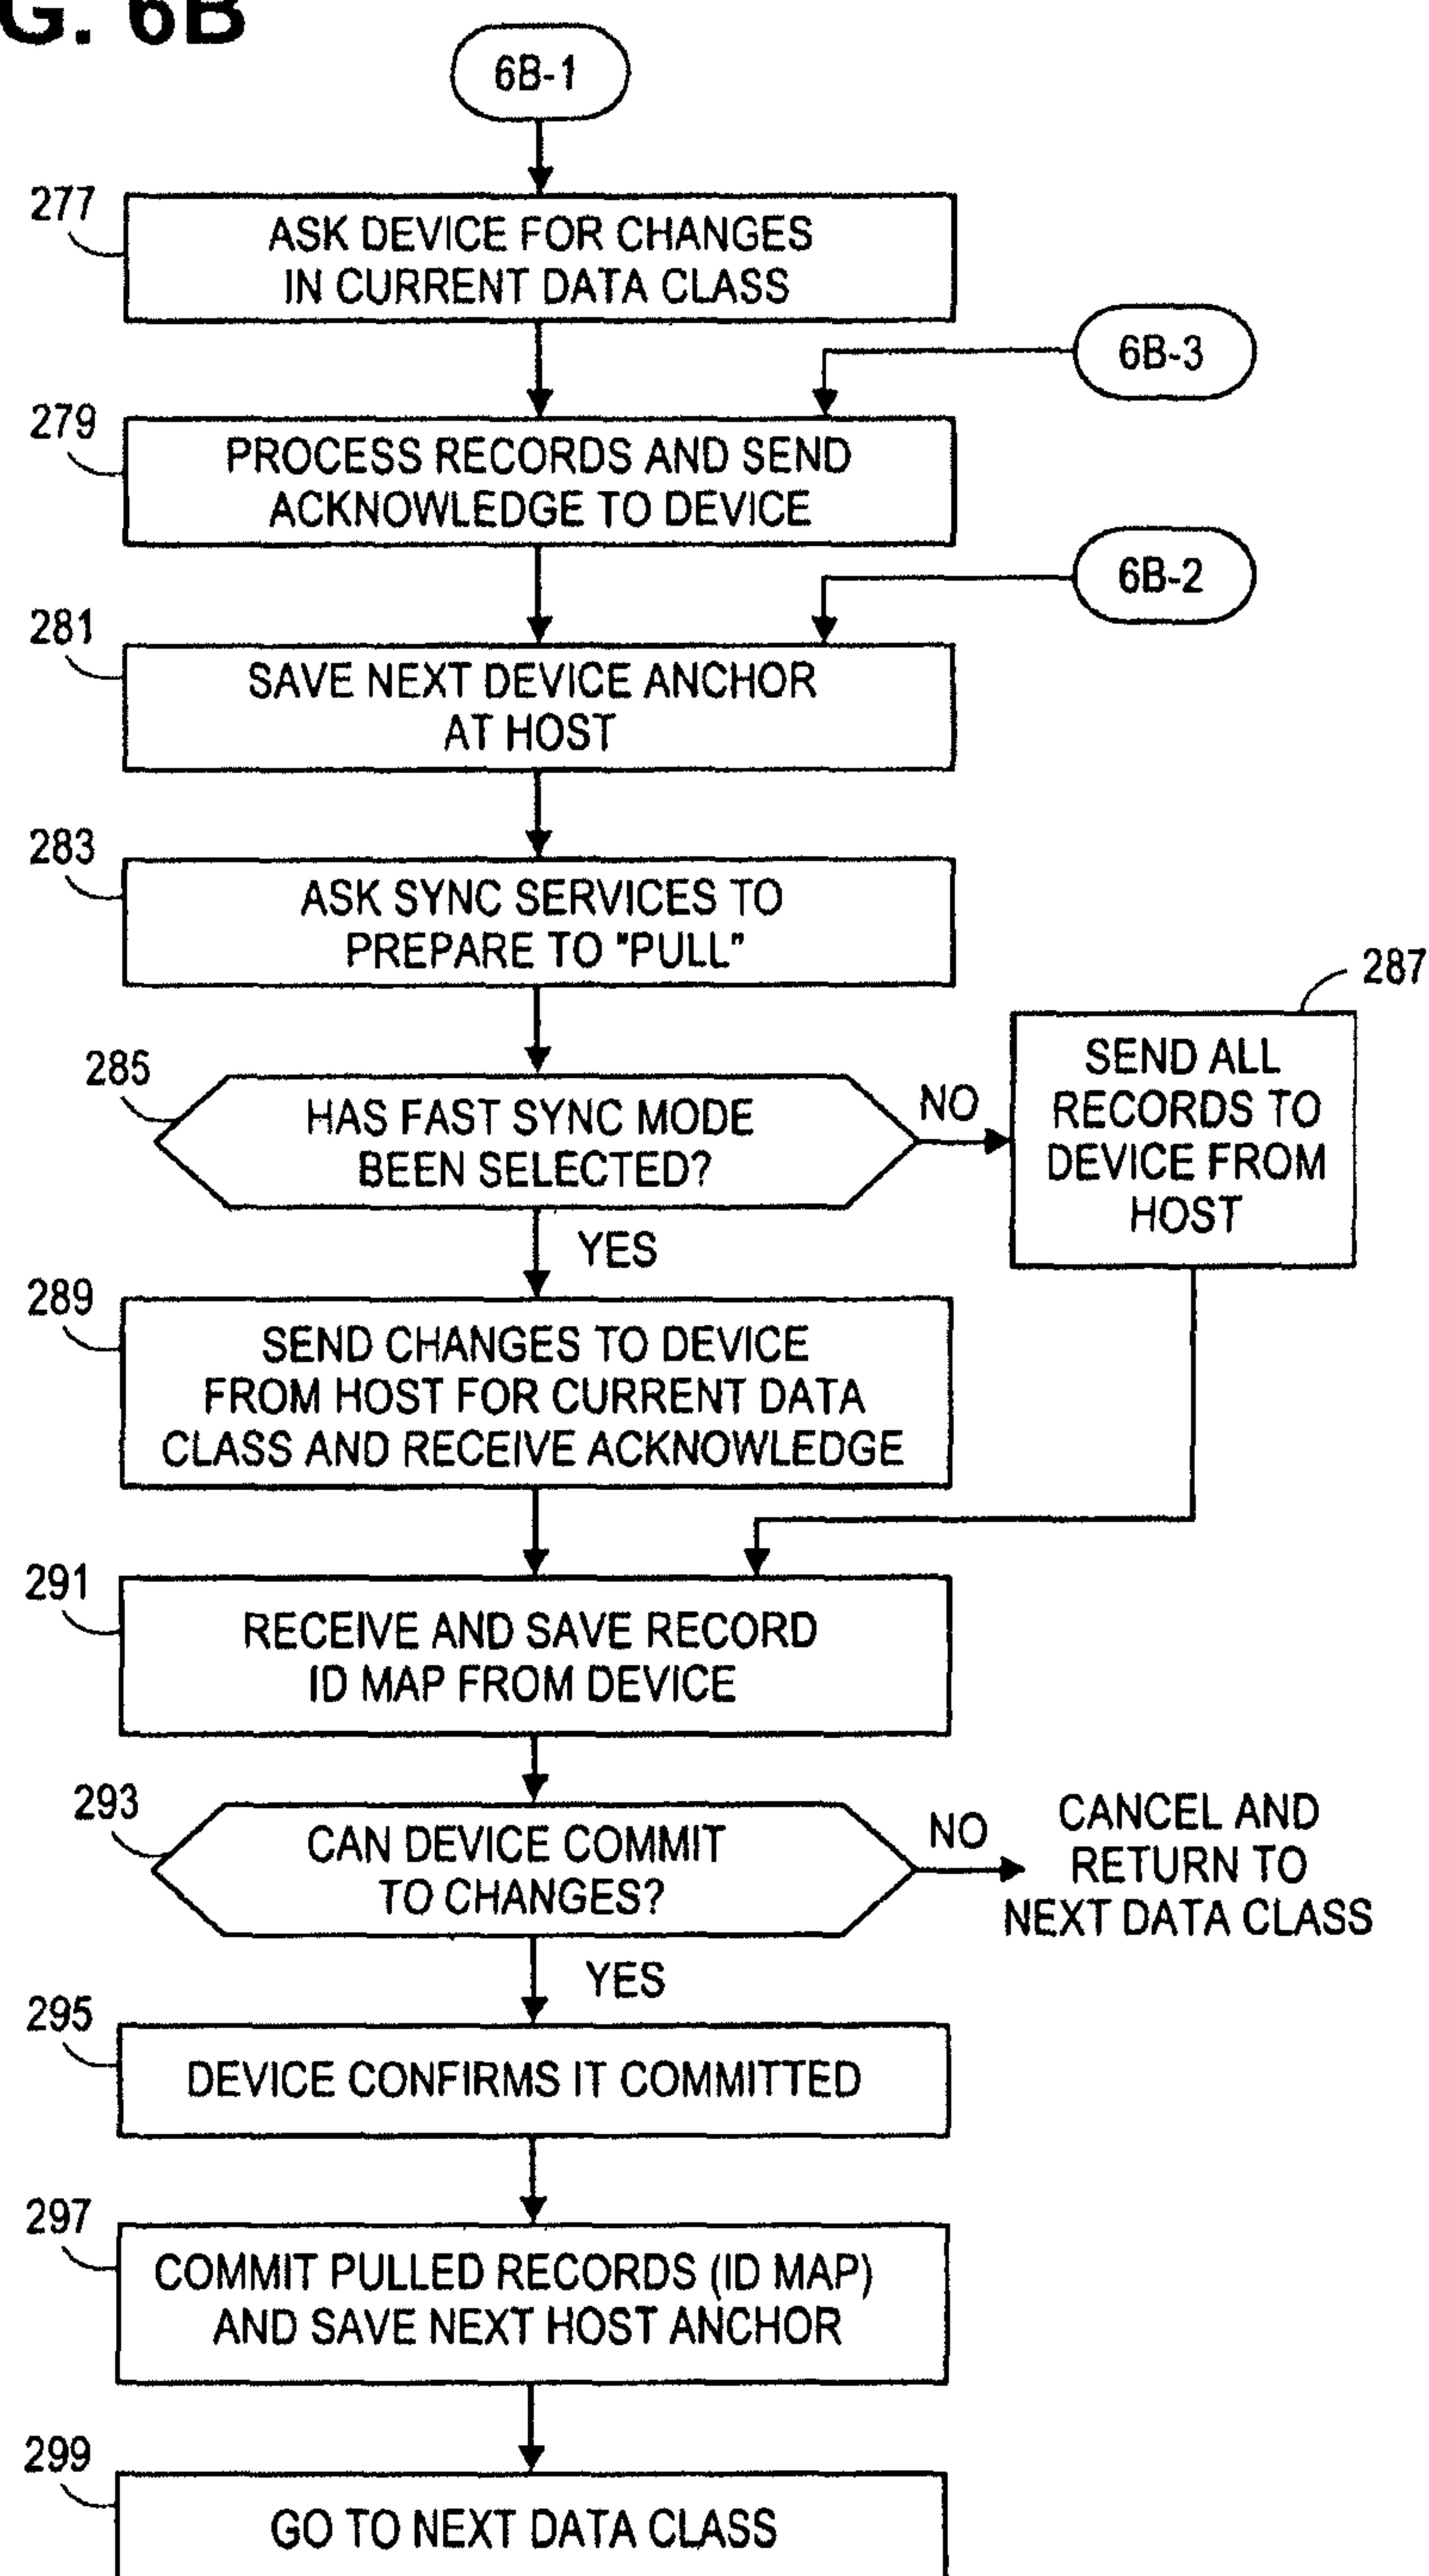 G. 6B
6B-1
277
ASK DEVICE FOR CHANGES
IN CURRENT DATA CLASS
6B-3
279
PROCESS RECORDS AND SEND
ACKNOWLEDGE TO DEVICE
6B-2
281
SAVE NEXT DEVICE ANCHOR
AT HOST
283
ASK SYNC SERVICES TO
PREPARE TO "PULL"
287
SEND ALL
RECORDS TO
DEVICE FROM
HOST
285
HAS FAST SYNC MODE
BEEN SELECTED?
NO
YES
289
SEND CHANGES TO DEVICE
FROM HOST FOR CURRENT DATA
CLASS AND RECEIVE ACKNOWLEDGE
291
RECEIVE AND SAVE RECORD
ID MAP FROM DEVICE
293
CAN DEVICE COMMIT
TO CHANGES?
NO
CANCEL AND
RETURN TO
NEXT DATA CLASS
YES
295
DEVICE CONFIRMS IT COMMITTED
297
COMMIT PULLED RECORDS (ID MAP)
AND SAVE NEXT HOST ANCHOR
299
GO TO NEXT DATA CLASS